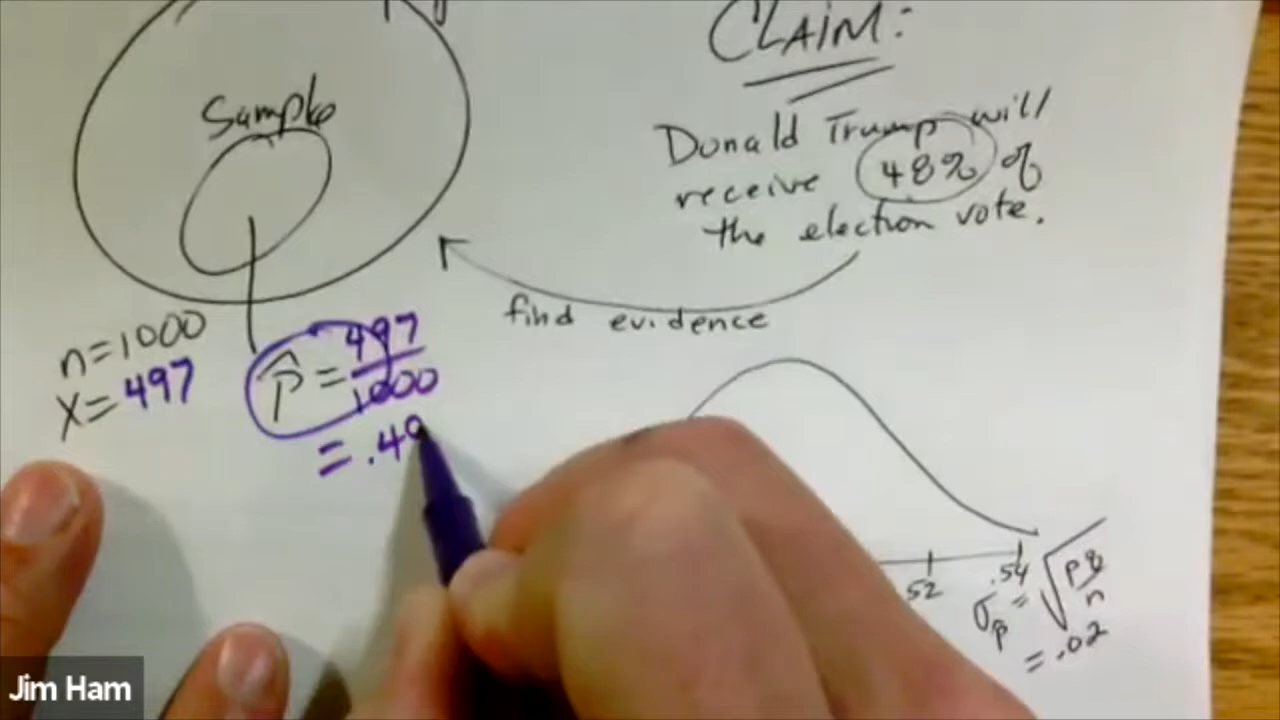 CLAIM:
Sample
Donald Trump will
receive 48% of
the election vote.
find evidence
n=1000
X=497
p̂ = 497/1000
= .49
52
.54
σp = √pq/n
= .02
Jim Ham